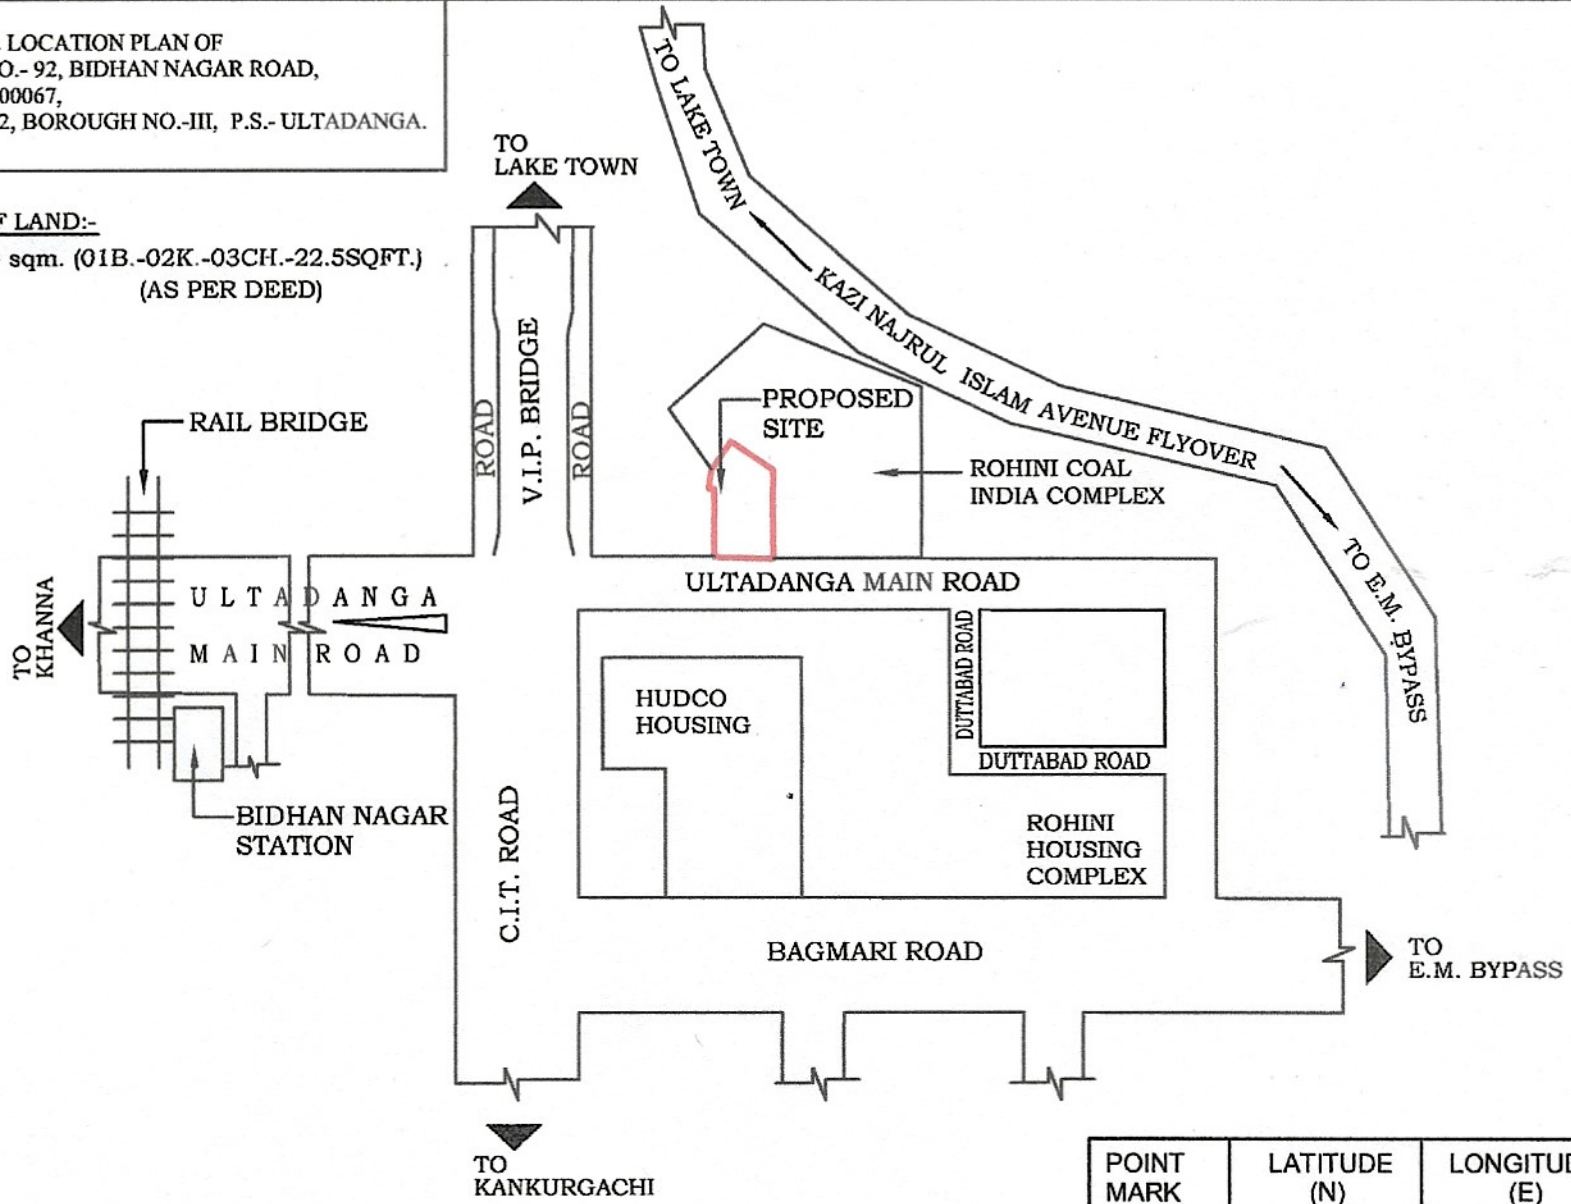 LOCATION PLAN OF
O.- 92, BIDHAN NAGAR ROAD,
00067,
2, BOROUGH NO.-III, P.S.- ULTADANGA.
F LAND:-
sqm. (01B.-02K.-03CH.-22.5SQFT.)
(AS PER DEED)
TO
LAKE TOWN
TO LAKE TOWN
KAZI NAJRUL ISLAM AVENUE FLYOVER
TO E.M. BYPASS
ROAD
V.I.P. BRIDGE
ROAD
PROPOSED
SITE
ROHINI COAL
INDIA COMPLEX
RAIL BRIDGE
TO
KHANNA
ULTADANGA
MAIN ROAD
ULTADANGA MAIN ROAD
HUDCO
HOUSING
DUTTABAD ROAD
DUTTABAD ROAD
BIDHAN NAGAR
STATION
C.I.T. ROAD
ROHINI
HOUSING
COMPLEX
BAGMARI ROAD
TO
E.M. BYPASS
TO
KANKURGACHI
POINT
MARK
LATITUDE
(N)
LONGITUD
(E)